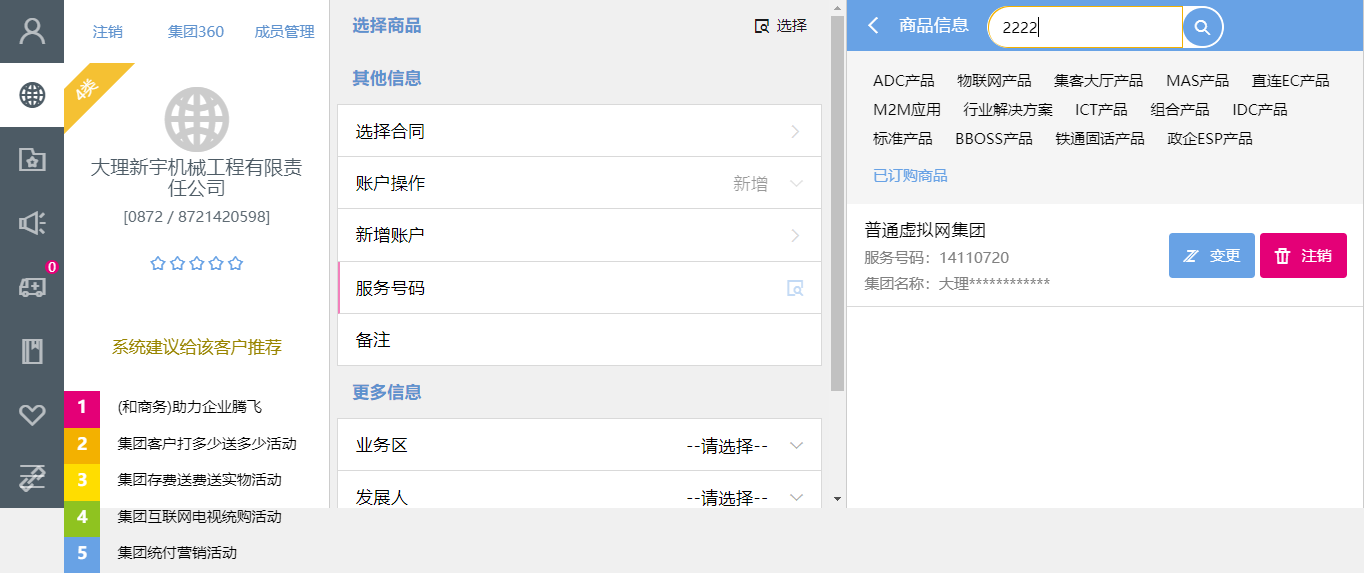 注销 集团360 成员管理
4类
大理新宇机械工程有限责
任公司
[0872 / 8721420598]
0
系统建议给该客户推荐
1 (和商务)助力企业腾飞
2 集团客户打多少送多少活动
3 集团存费送费送实物活动
4 集团互联网电视统购活动
5 集团统付营销活动
选择商品 选择
其他信息
选择合同
账户操作 新增
新增账户
服务号码
备注
更多信息
业务区 --请选择--
发展人 --请选择--
商品信息 2222
ADC产品 物联网产品 集客大厅产品 MAS产品 直连EC产品
M2M应用 行业解决方案 ICT产品 组合产品 IDC产品
标准产品 BBOSS产品 铁通固话产品 政企ESP产品
已订购商品
普通虚拟网集团
服务号码：14110720
集团名称：大理************
变更 注销